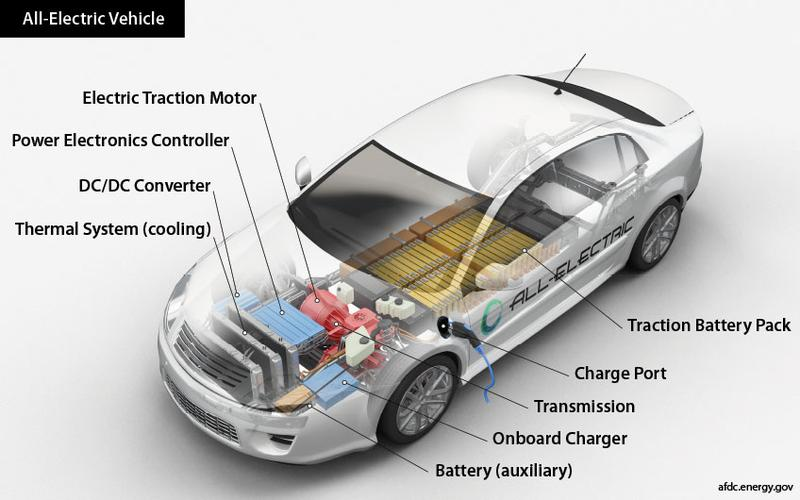 All-Electric Vehicle
Electric Traction Motor
Power Electronics Controller
DC/DC Converter
Thermal System (cooling)
ALL-ELECTRIC
Traction Battery Pack
Charge Port
Transmission
Onboard Charger
Battery (auxiliary)
afdc.energy.gov